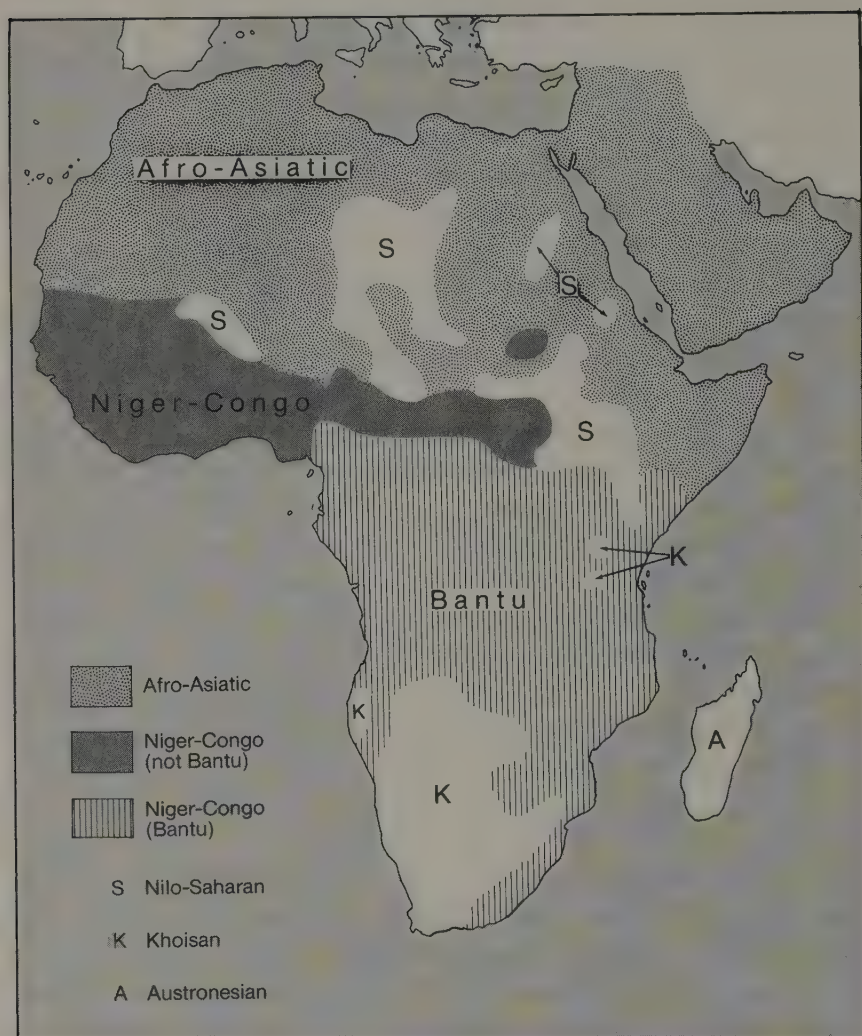 Afro-Asiatic
S
S
S
Niger-Congo
S
K
Bantu
K
A
K
Afro-Asiatic
Niger-Congo
(not Bantu)
Niger-Congo
(Bantu)
S Nilo-Saharan
K Khoisan
A Austronesian